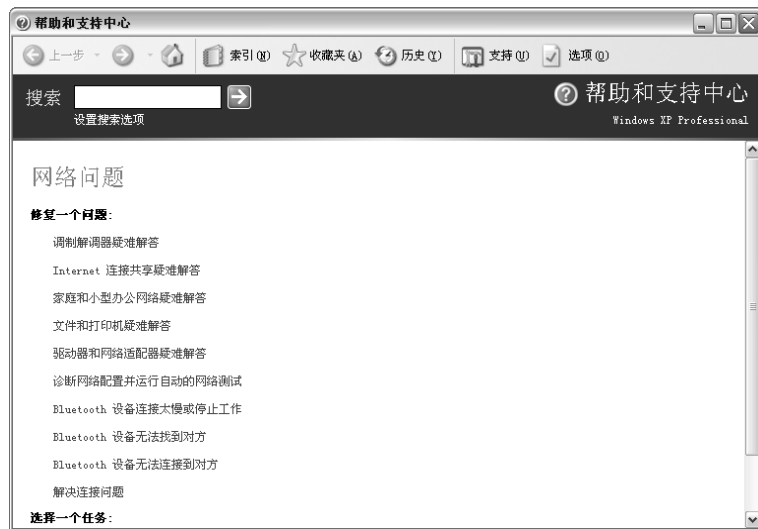 帮助和支持中心
上一步 索引(N) 收藏夹(A) 历史(Y) 支持(U) 选项(O)
搜索 帮助和支持中心
设置搜索选项 Windows XP Professional
网络问题
修复一个问题:
调制解调器疑难解答
Internet 连接共享疑难解答
家庭和小型办公网络疑难解答
文件和打印机疑难解答
驱动器和网络适配器疑难解答
诊断网络配置并运行自动的网络测试
Bluetooth 设备连接太慢或停止工作
Bluetooth 设备无法找到对方
Bluetooth 设备无法连接到对方
解决连接问题
选择一个任务: